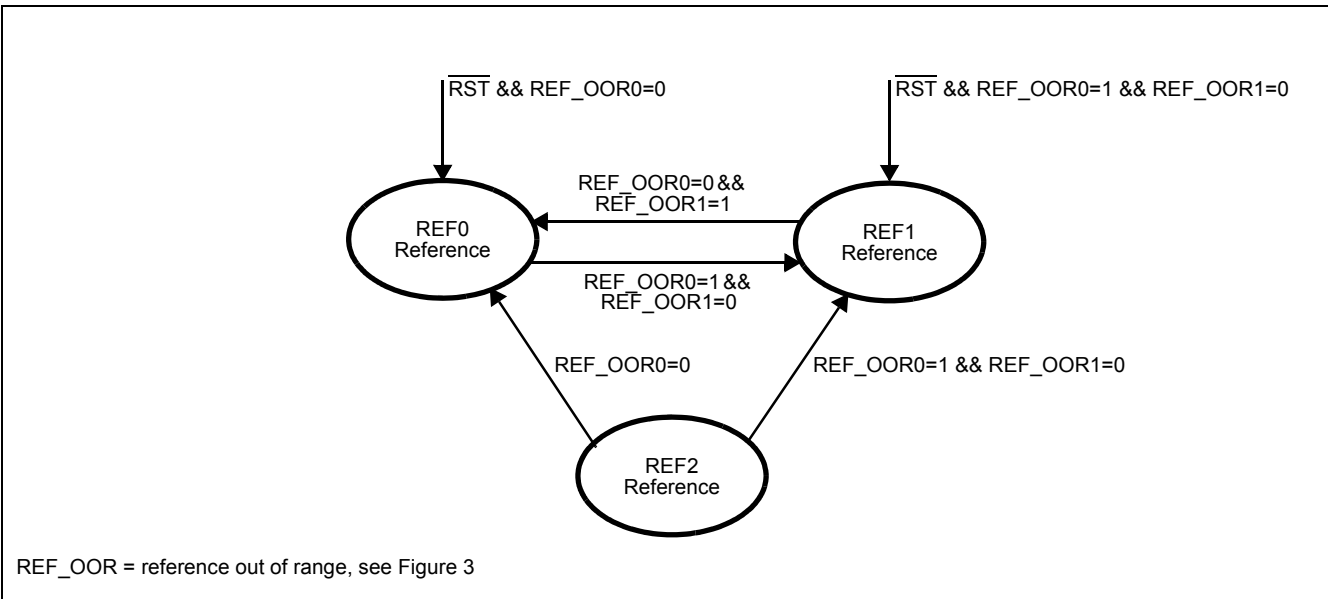 RST && REF_OOR0=0
RST && REF_OOR0=1 && REF_OOR1=0
REF_OOR0=0 &&
REF_OOR1=1
REF0
Reference
REF1
Reference
REF_OOR0=1 &&
REF_OOR1=0
REF_OOR0=0
REF_OOR0=1 && REF_OOR1=0
REF2
Reference
REF_OOR = reference out of range, see Figure 3